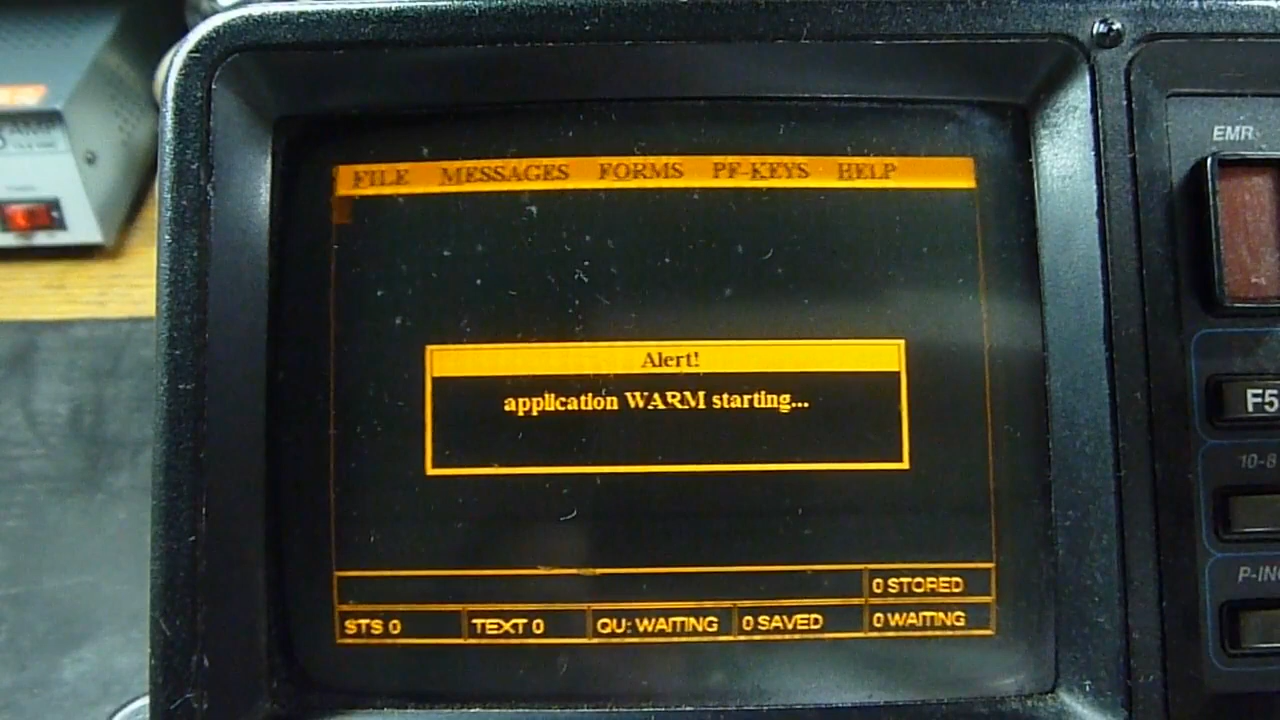 FILE MESSAGES FORMS PF-KEYS HELP
Alert!
application WARM starting...
0 STORED
STS 0 TEXT 0 QU: WAITING 0 SAVED 0 WAITING
EMR
F5
10-8